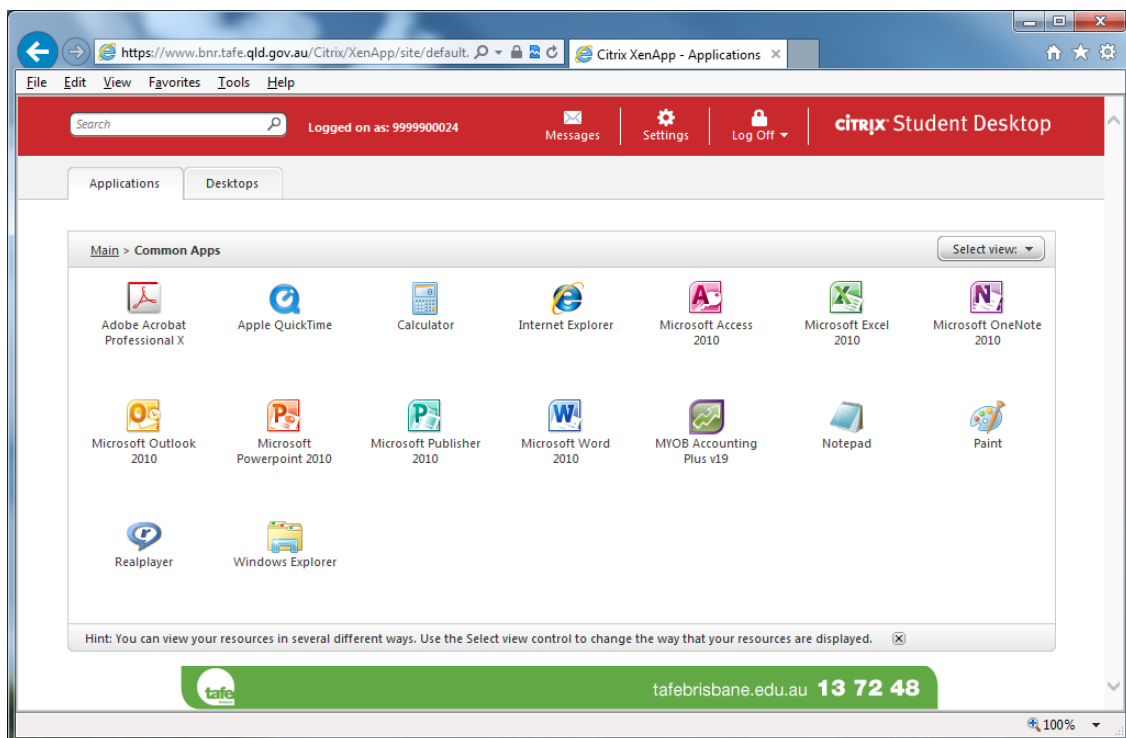 https://www.bnr.tafe.qld.gov.au/Citrix/XenApp/site/default.
Citrix XenApp - Applications
File Edit View Favorites Tools Help
Search
Logged on as: 9999900024
Messages
Settings
Log Off
CİTRIX Student Desktop
Applications
Desktops
Main > Common Apps
Select view:
Adobe Acrobat
Professional X
Apple QuickTime
Calculator
Internet Explorer
Microsoft Access
2010
Microsoft Excel
2010
Microsoft OneNote
2010
Microsoft Outlook
2010
Microsoft
Powerpoint 2010
Microsoft Publisher
2010
Microsoft Word
2010
MYOB Accounting
Plus v19
Notepad
Paint
Realplayer
Windows Explorer
Hint: You can view your resources in several different ways. Use the Select view control to change the way that your resources are displayed.
tafe
tafebrisbane.edu.au 13 72 48
100%